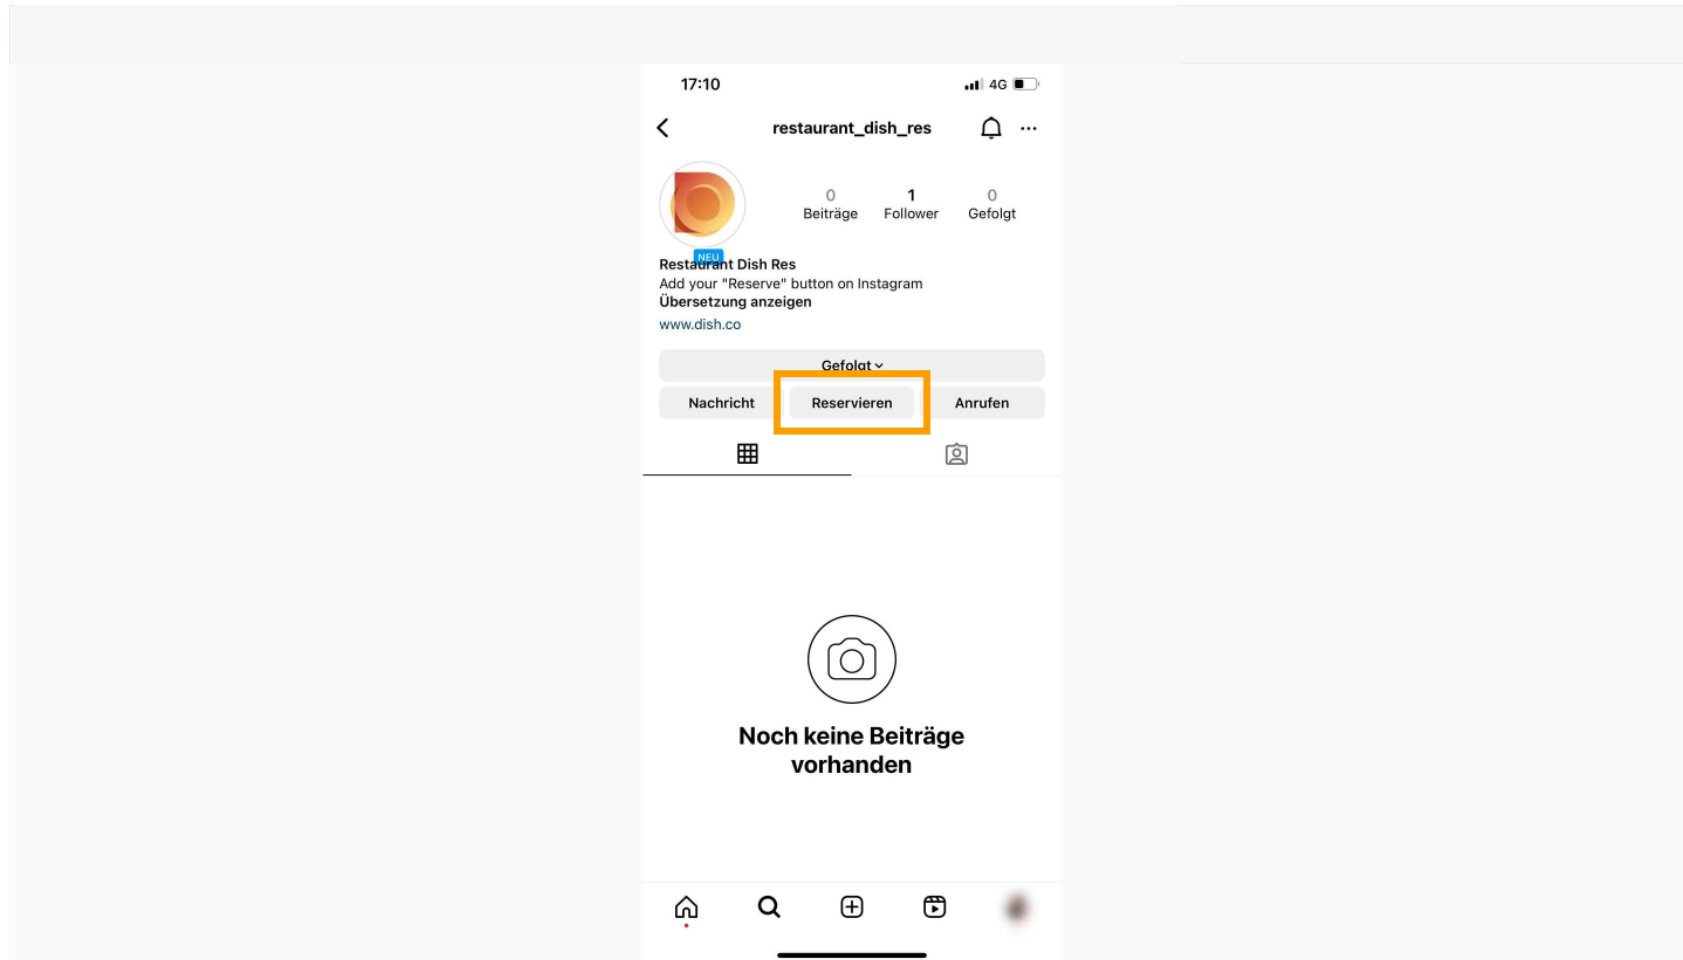 17:10 4G
restaurant_dish_res
0 1 0
Beiträge Follower Gefolgt
NEU
Restaurant Dish Res
Add your "Reserve" button on Instagram
Übersetzung anzeigen
www.dish.co
Gefolgt
Nachricht Reservieren Anrufen
Noch keine Beiträge
vorhanden